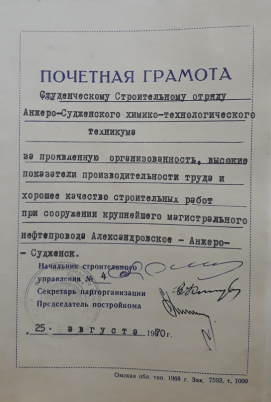 ПОЧЕТНАЯ ГРАМОТА
Студенческому Строительному отряду
Анжеро-Судженского химико-технологического
техникума
за проявленную организованность, высокие
показатели производительности труда и
хорошее качество строительных работ
при сооружении крупнейшего магистрального
нефтепровода Александровское - Анжеро-
- Судженск.
Начальник строительного
управления № 4
Секретарь парторганизации
Председатель постройкома
25 августа 1970г.
Омская обл. тип. 1968 г. Зак. 7593, т. 1000